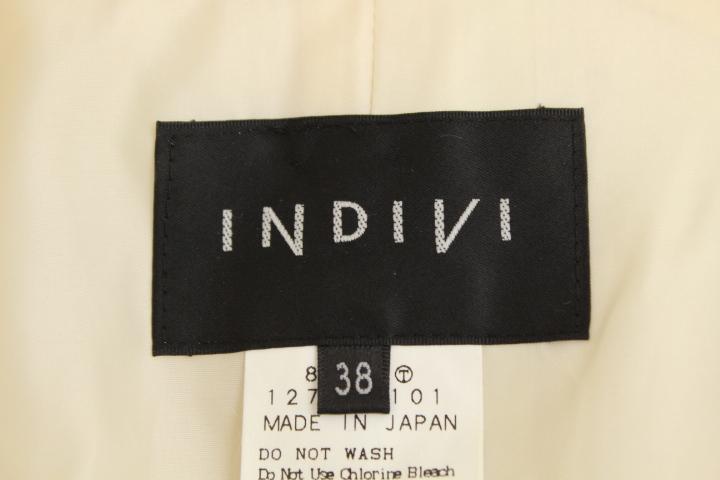 INDIVI
38
8 Ⓣ
127 101
MADE IN JAPAN
DO NOT WASH
Do Not Use Chlorine Bleach